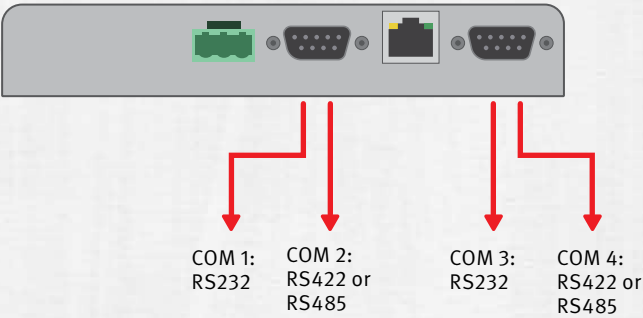 COM 1:
RS232
COM 2:
RS422 or
RS485
COM 3:
RS232
COM 4:
RS422 or
RS485